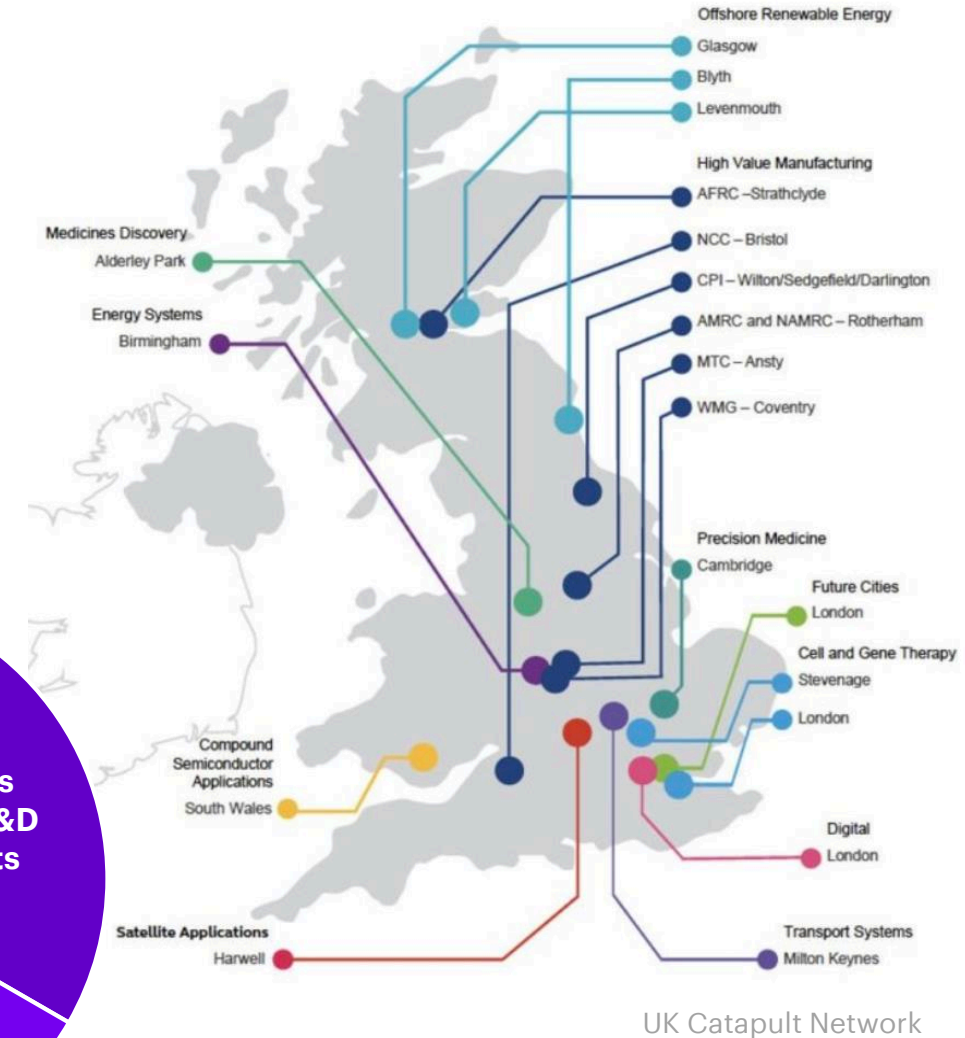 Offshore Renewable Energy
Glasgow
Blyth
Levenmouth
High Value Manufacturing
AFRC –Strathclyde
NCC – Bristol
CPI – Wilton/Sedgefield/Darlington
AMRC and NAMRC – Rotherham
MTC – Ansty
WMG – Coventry
Medicines Discovery
Alderley Park
Energy Systems
Birmingham
Precision Medicine
Cambridge
Future Cities
London
Cell and Gene Therapy
Stevenage
London
Compound
Semiconductor
Applications
South Wales
s
&D
ts
Digital
London
Satellite Applications
Harwell
Transport Systems
Milton Keynes
UK Catapult Network